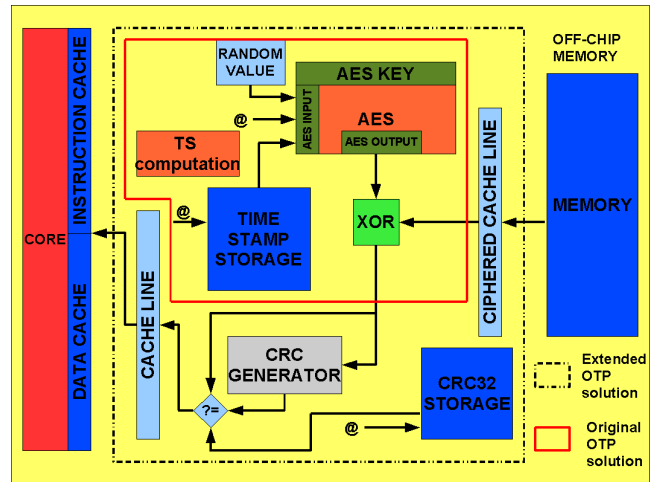 CORE
INSTRUCTION CACHE
DATA CACHE
CACHE LINE
RANDOM
VALUE
@
TS
computation
@
TIME
STAMP
STORAGE
AES KEY
AES INPUT
AES
AES OUTPUT
XOR
CIPHERED CACHE LINE
OFF-CHIP
MEMORY
MEMORY
CRC
GENERATOR
?=
CRC32
STORAGE
@
Extended
OTP
solution
Original
OTP
solution